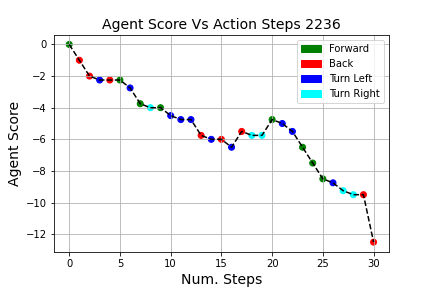 Agent Score Vs Action Steps 2236
Forward
Back
Turn Left
Turn Right
Agent Score
0
−2
−4
−6
−8
−10
−12
0 5 10 15 20 25 30
Num. Steps